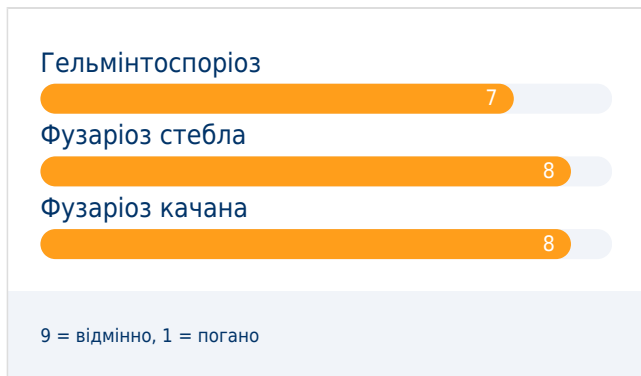 Гельмінтоспоріоз
7
Фузаріоз стебла
8
Фузаріоз качана
8
9 = відмінно, 1 = погано